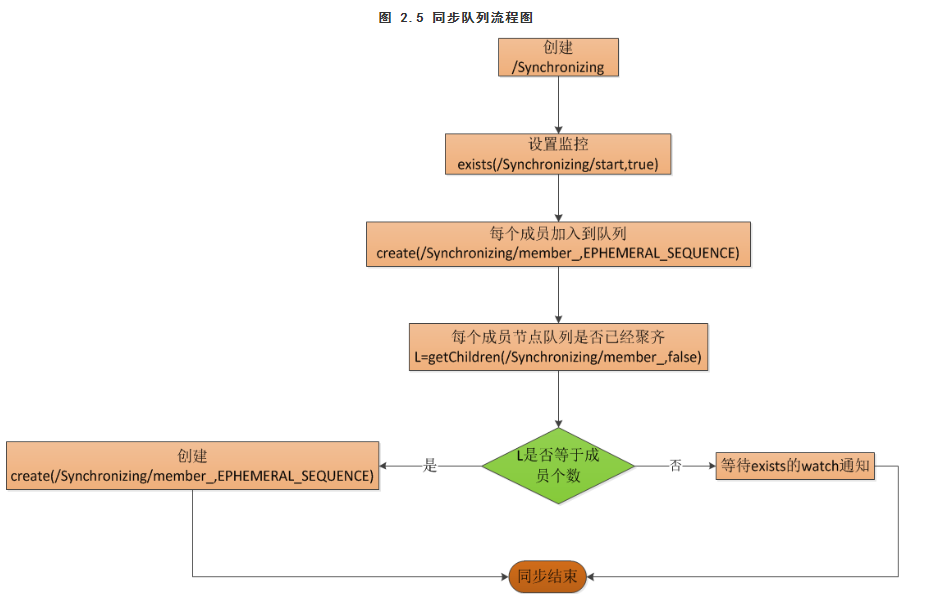 图 2.5 同步队列流程图
创建
/Synchronizing
设置监控
exists(/Synchronizing/start,true)
每个成员加入到队列
create(/Synchronizing/member_,EPHEMERAL_SEQUENCE)
每个成员节点队列是否已经聚齐
L=getChildren(/Synchronizing/member_,false)
L是否等于成
员个数
是
创建
create(/Synchronizing/member_,EPHEMERAL_SEQUENCE)
否
等待exists的watch通知
同步结束